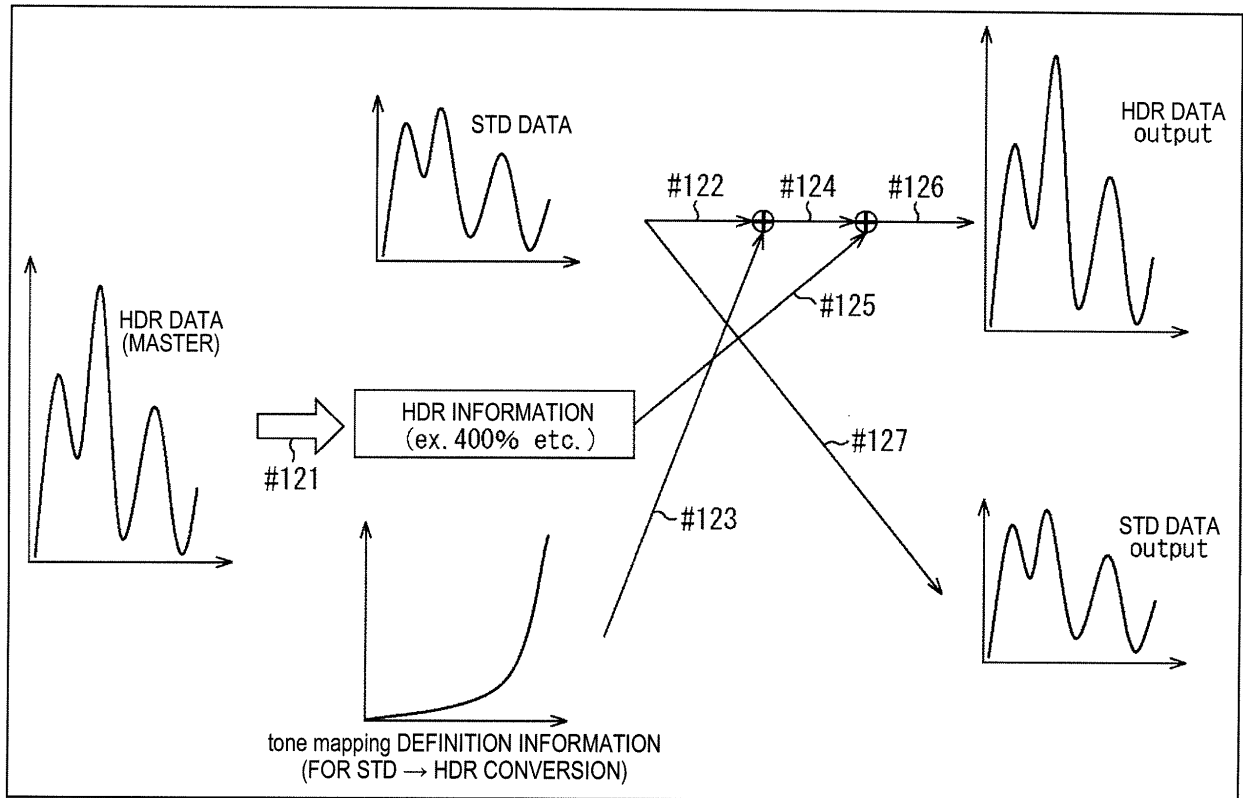 HDR DATA
(MASTER)
#121
STD DATA
HDR INFORMATION
(ex. 400% etc.)
tone mapping DEFINITION INFORMATION
(FOR STD → HDR CONVERSION)
#122
#124
#126
#125
#123
#127
HDR DATA
output
STD DATA
output